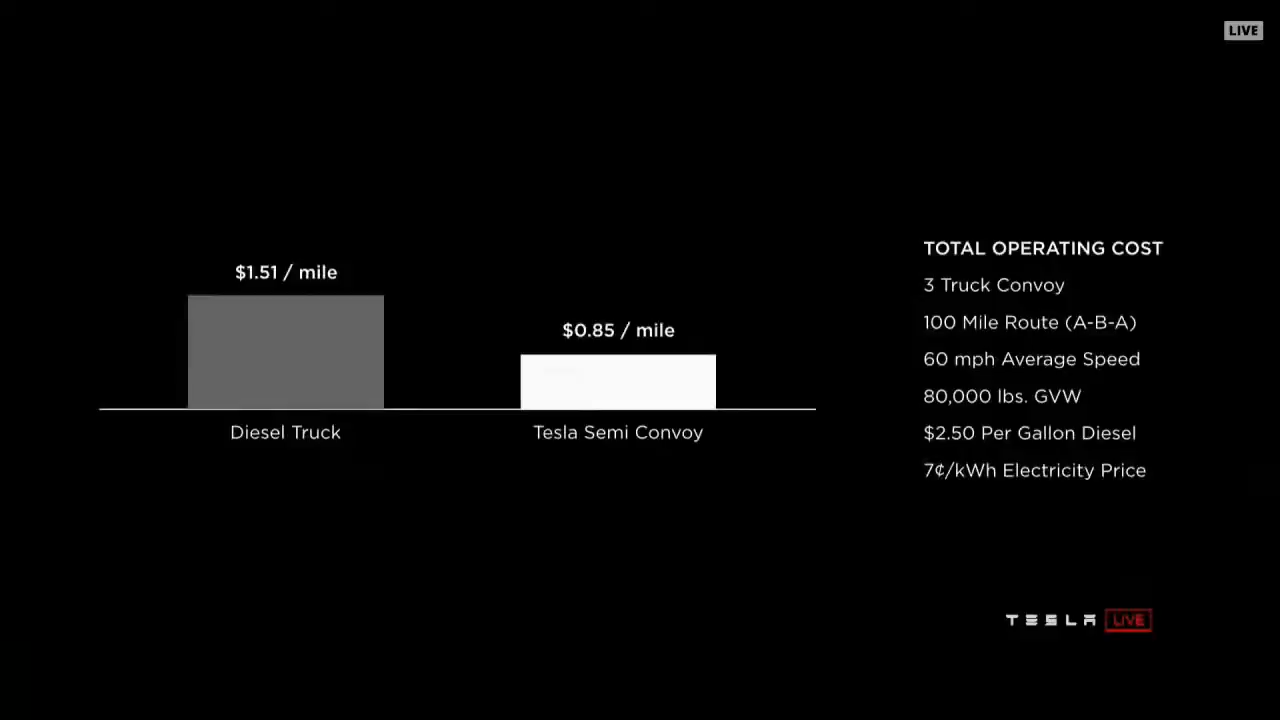 LIVE
$1.51 / mile
$0.85 / mile
Diesel Truck
Tesla Semi Convoy
TOTAL OPERATING COST
3 Truck Convoy
100 Mile Route (A-B-A)
60 mph Average Speed
80,000 lbs. GVW
$2.50 Per Gallon Diesel
7¢/kWh Electricity Price
TESLA LIVE